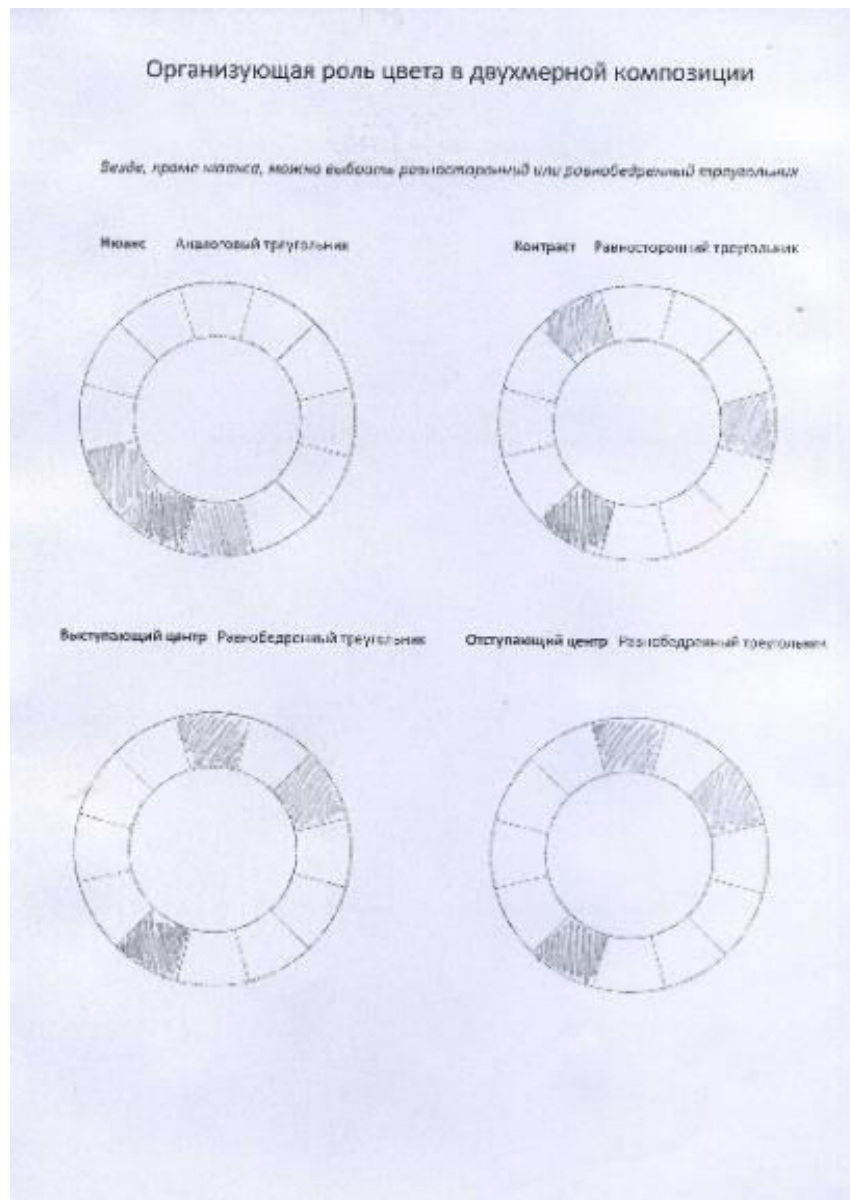 Организующая роль цвета в двухмерной композиции
Везде, кроме нюанса, можно выбрать равносторонний или равнобедренный треугольник
Нюанс Аналоговый треугольник
Контраст Равносторонний треугольник
Выступающий центр Равнобедренный треугольник
Отступающий центр Равнобедренный треугольник